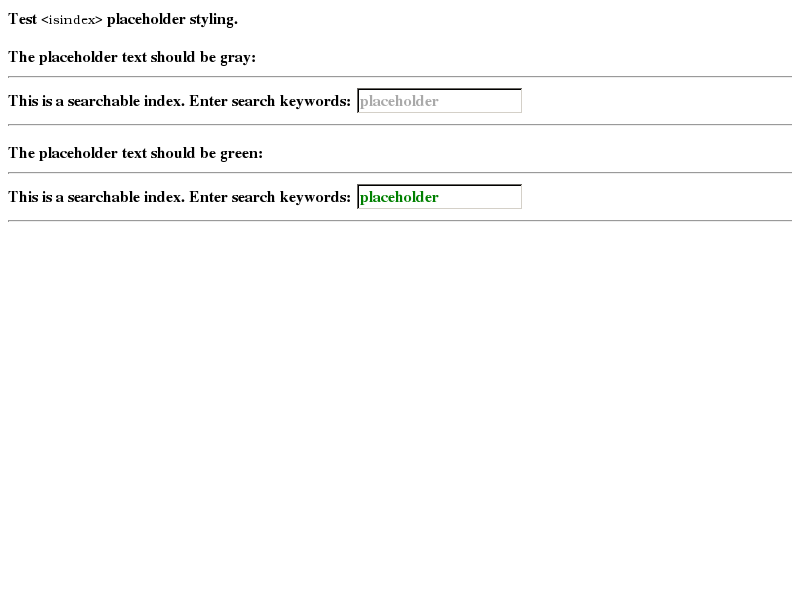 Test <isindex> placeholder styling.
The placeholder text should be gray:
This is a searchable index. Enter search keywords: placeholder
The placeholder text should be green:
This is a searchable index. Enter search keywords: placeholder